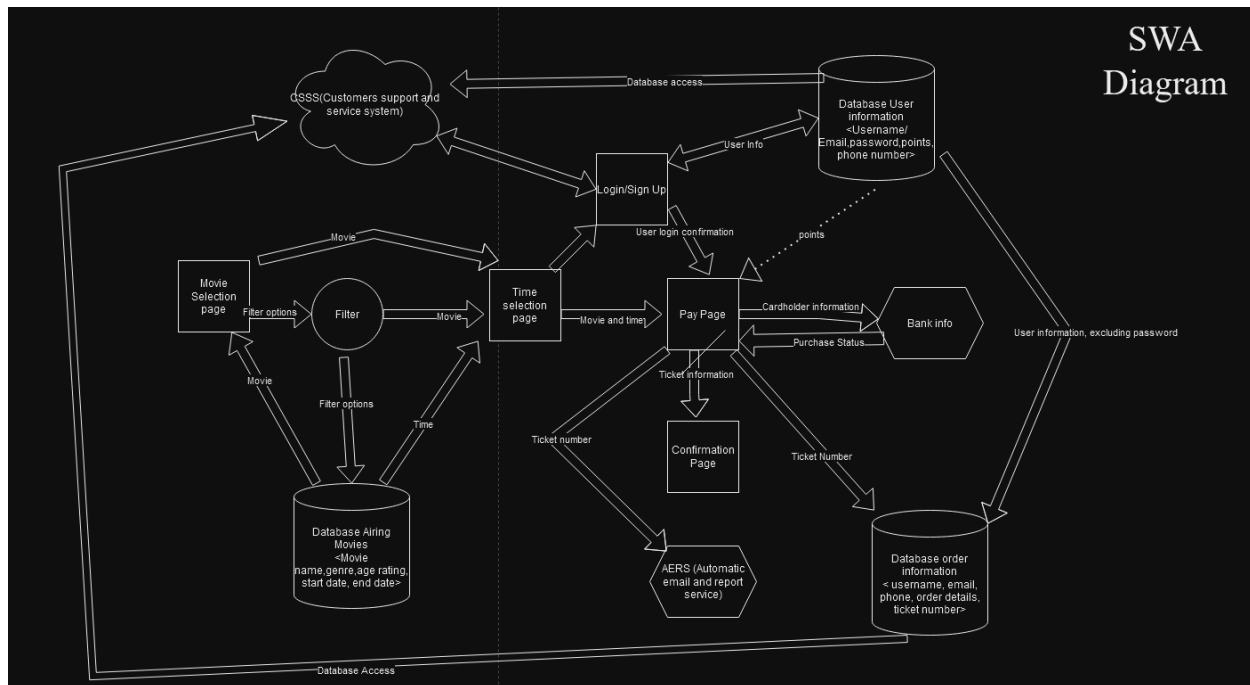 SWA
Diagram
CSSS(Customers support and
service system)
Database access
Database User
information
<Username/
Email,password,points,
phone number>
User Info
Login/Sign Up
User login confirmation
points
Movie
Movie
Selection
page
Filter options
Filter
Movie
Time
selection
page
Movie and time
Pay Page
Cardholder information
Purchase Status
Bank info
User information, excluding password
Movie
Filter options
Time
Ticket information
Ticket number
Confirmation
Page
Ticket Number
Database Airing
Movies
<Movie
name,genre,age rating,
start date, end date>
AERS (Automatic
email and report
service)
Database order
information
< username, email,
phone, order details,
ticket number>
Database Access